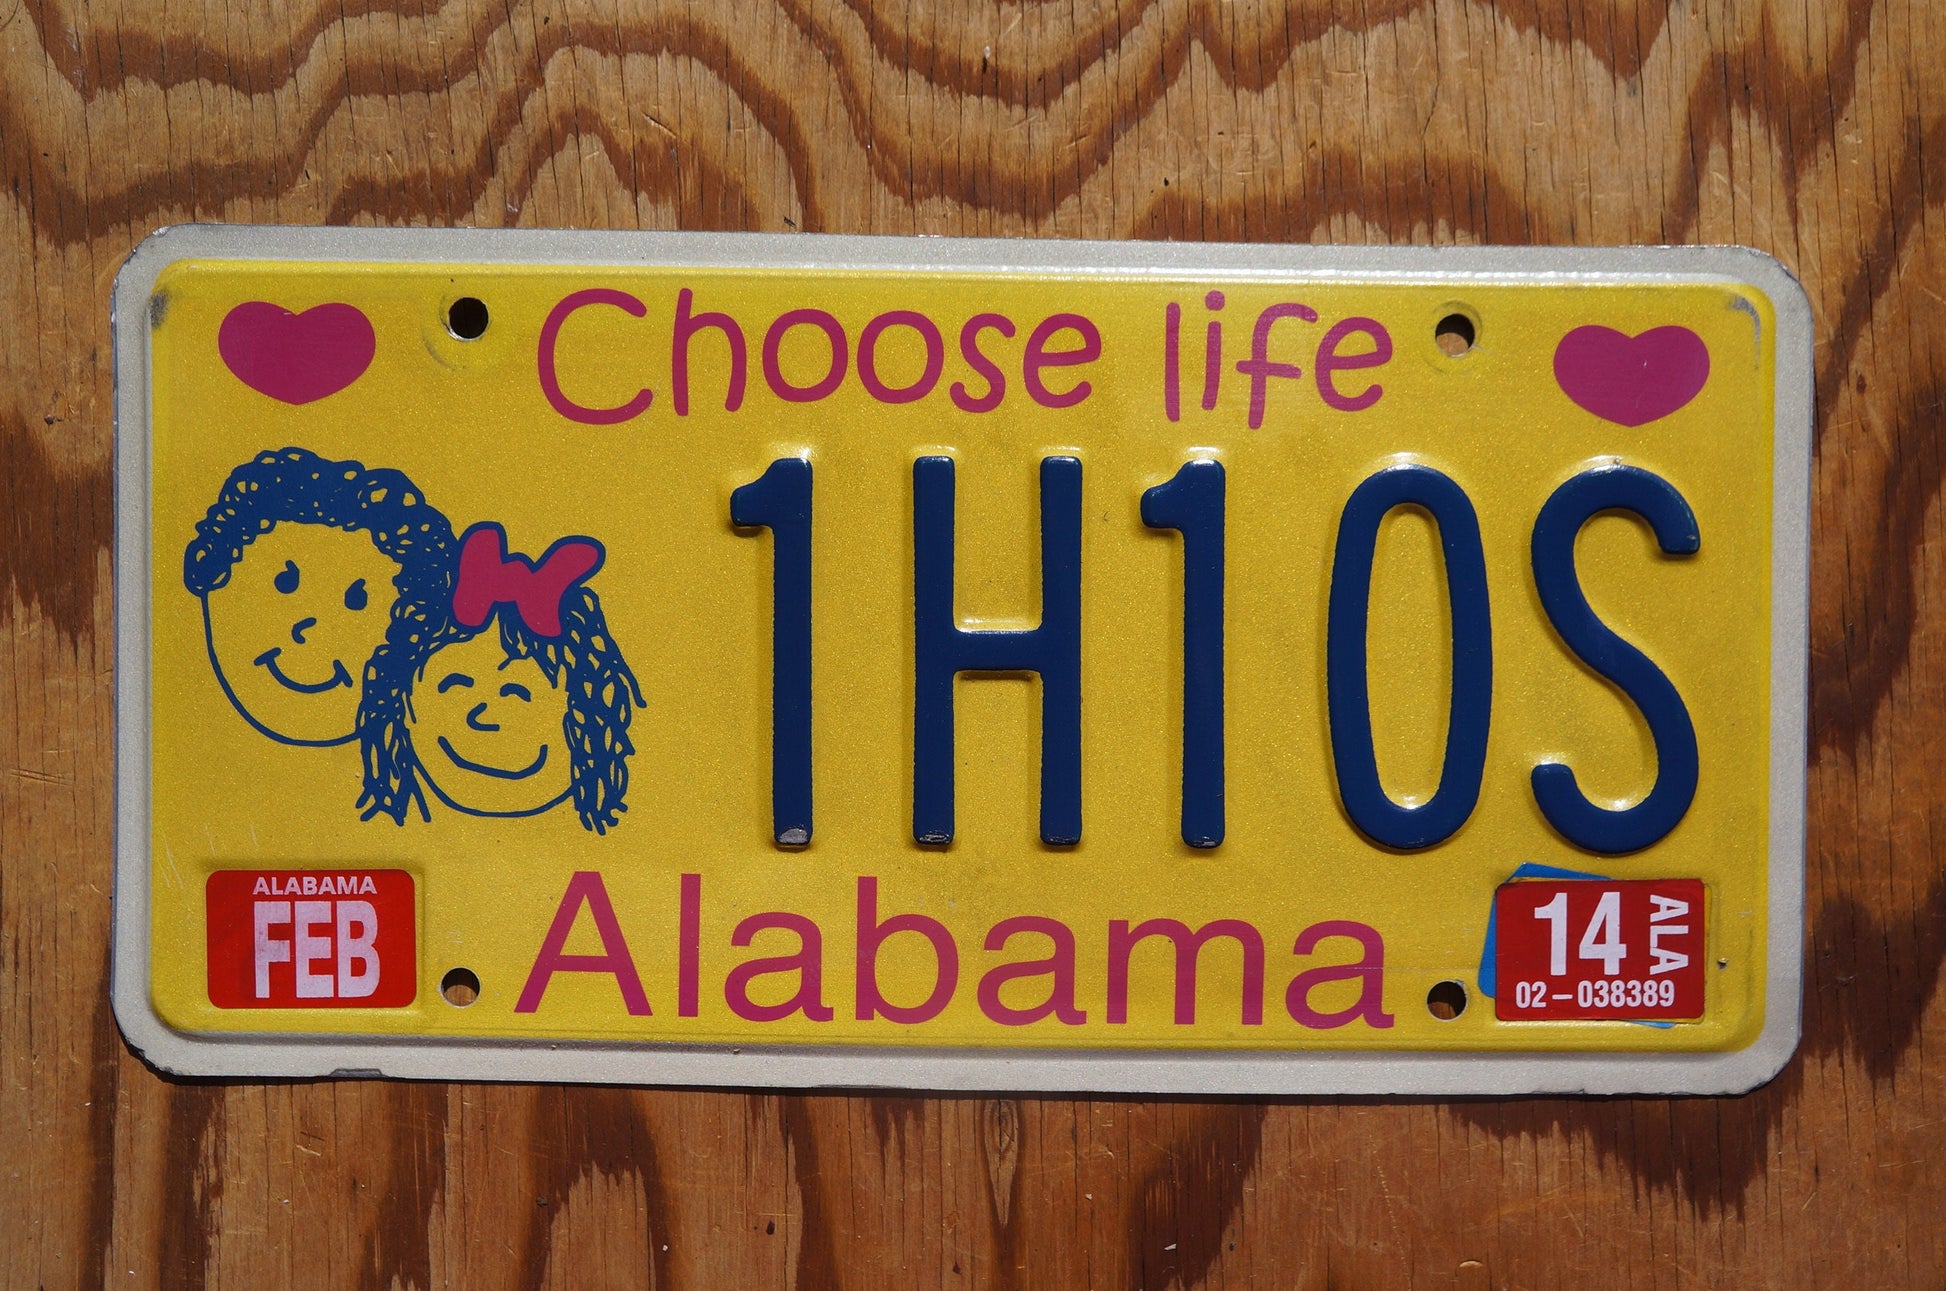 Choose life
1H10S
ALABAMA
FEB
Alabama
14 ALA
02-038389